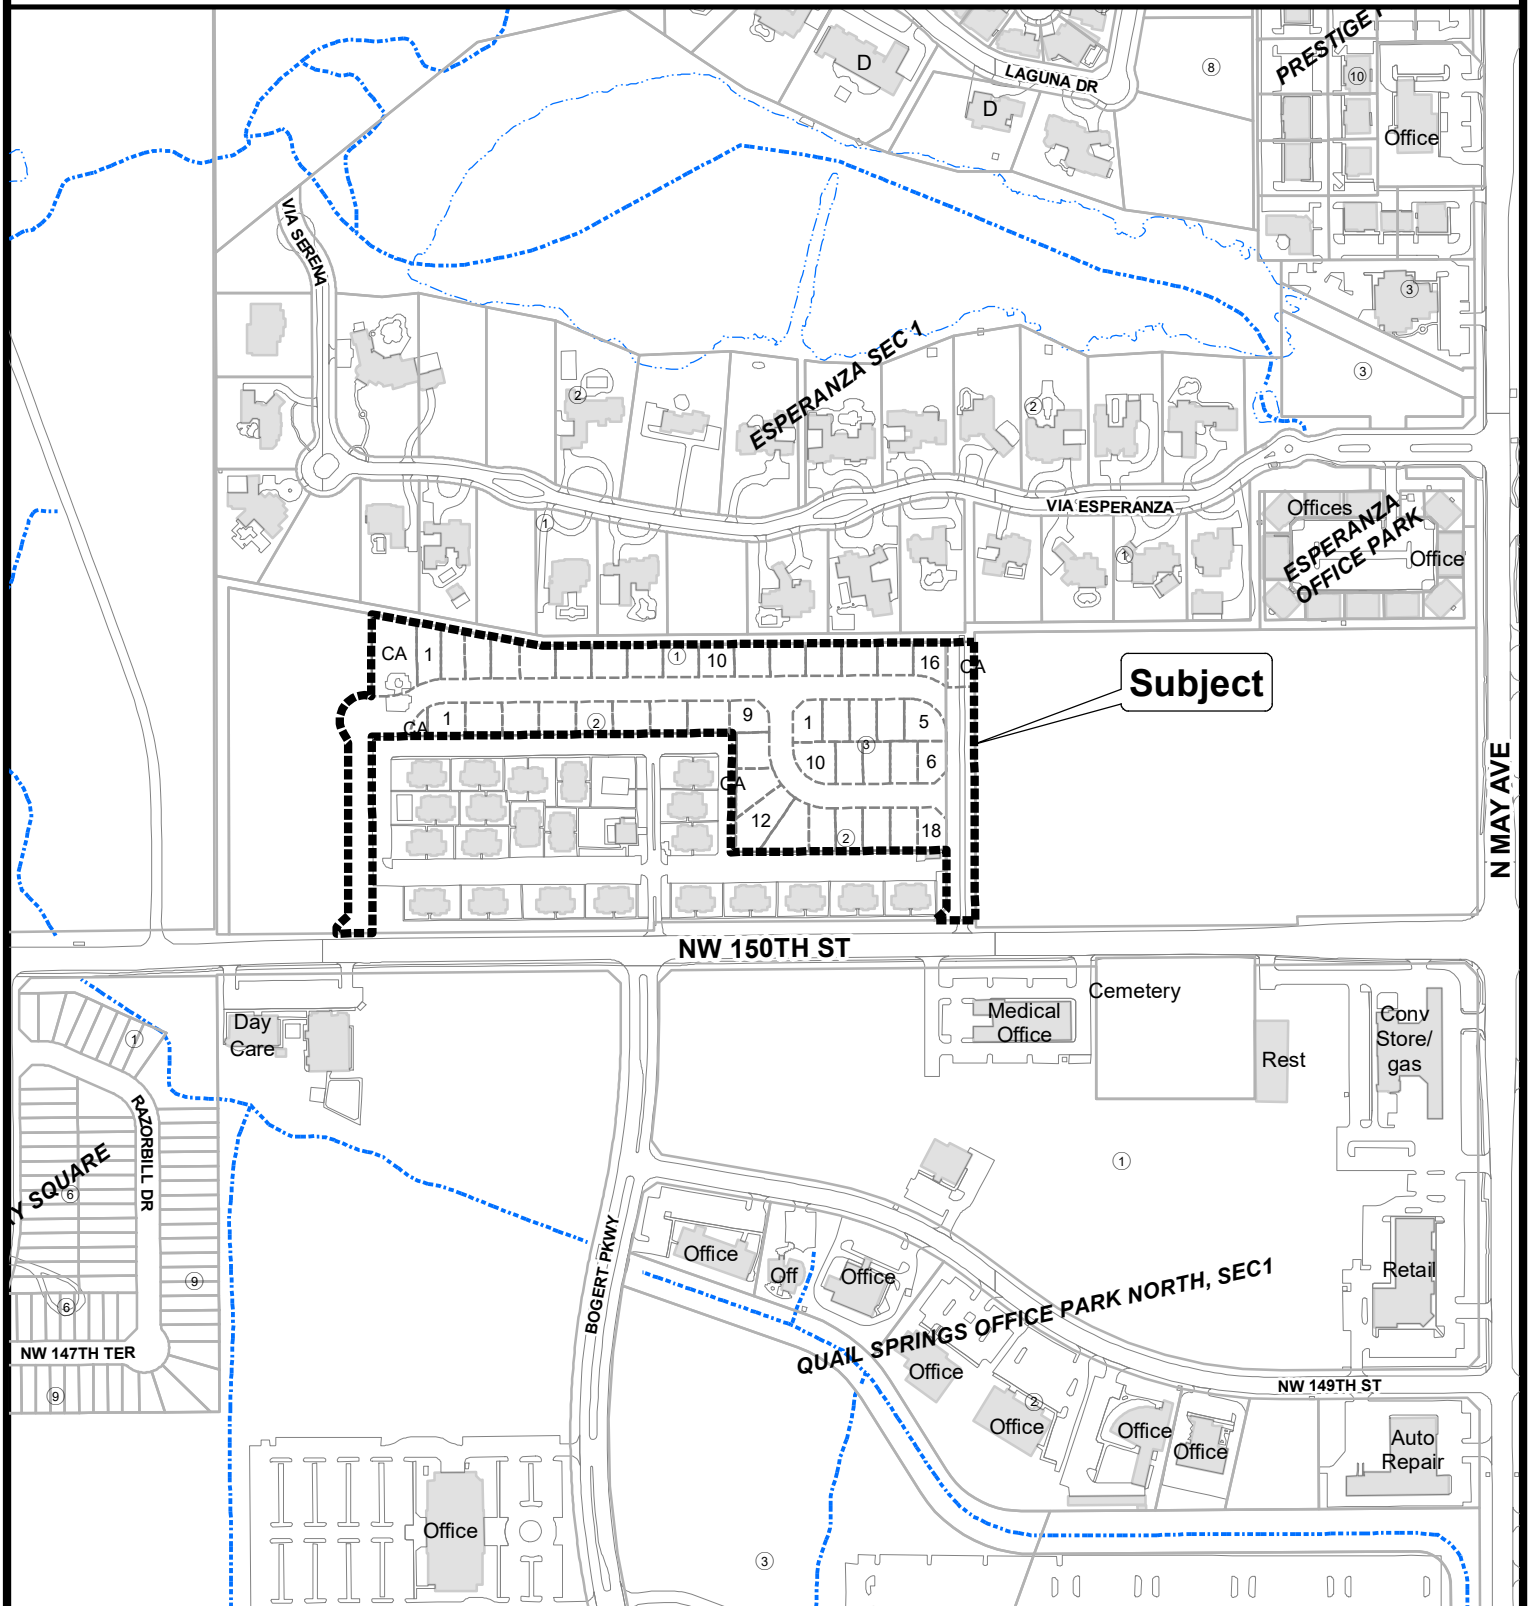 PRESTIGE
D
LAGUNA DR
8
10
D
Office
VIA SERENA
3
3
ESPERANZA SEC 1
2
2
VIA ESPERANZA
Offices
ESPERANZA
OFFICE PARK
Office
1
1
CA
1
1
10
16
CA
Subject
CA
1
2
9
1
5
3
10
6
CA
12
2
18
N MAY AVE
NW 150TH ST
Cemetery
Medical
Office
Conv
Store/
gas
Day
Care
1
Rest
RAZORBILL DR
Y SQUARE
6
1
BOGERT PKWY
Office
Off
Office
Retail
9
6
QUAIL SPRINGS OFFICE PARK NORTH, SEC1
NW 147TH TER
Office
NW 149TH ST
9
2
Office
Office
Office
Auto
Repair
Office
3